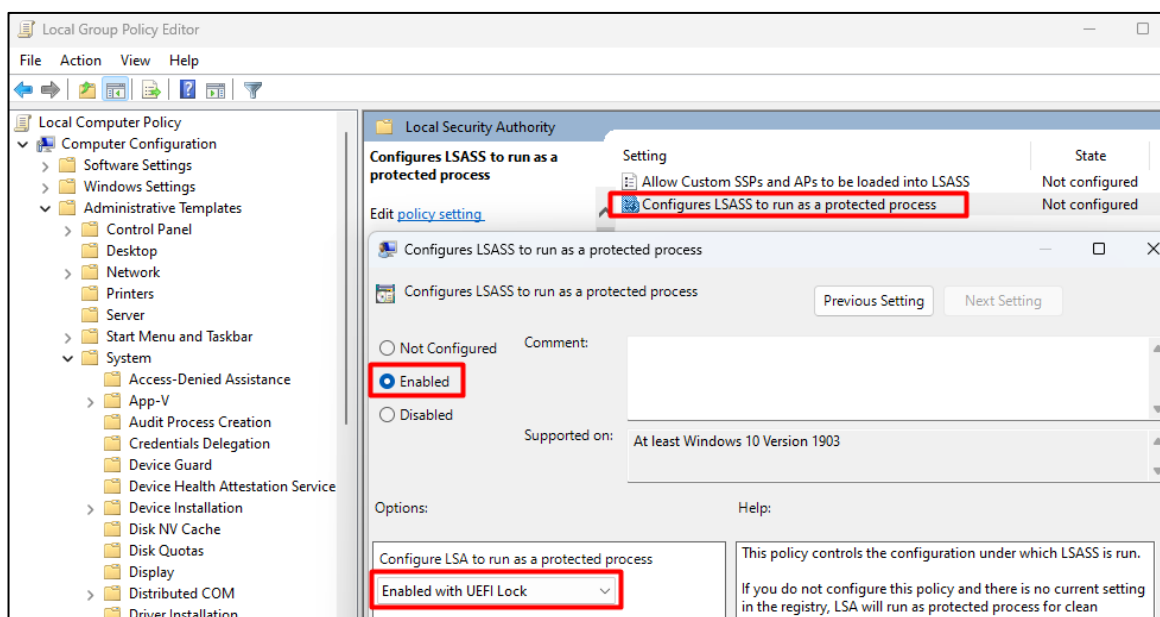 Local Group Policy Editor
File Action View Help
Local Computer Policy
Computer Configuration
Software Settings
Windows Settings
Administrative Templates
Control Panel
Desktop
Network
Printers
Server
Start Menu and Taskbar
System
Access-Denied Assistance
App-V
Audit Process Creation
Credentials Delegation
Device Guard
Device Health Attestation Service
Device Installation
Disk NV Cache
Disk Quotas
Display
Distributed COM
Driver Installation
Local Security Authority
Configures LSASS to run as a
protected process
Edit policy setting
Setting State
Allow Custom SSPs and APs to be loaded into LSASS Not configured
Configures LSASS to run as a protected process Not configured
Configures LSASS to run as a protected process
Configures LSASS to run as a protected process
Previous Setting Next Setting
Not Configured
Enabled
Disabled
Comment:
Supported on:
At least Windows 10 Version 1903
Options:
Help:
Configure LSA to run as a protected process
Enabled with UEFI Lock
This policy controls the configuration under which LSASS is run.
If you do not configure this policy and there is no current setting
in the registry, LSA will run as protected process for clean